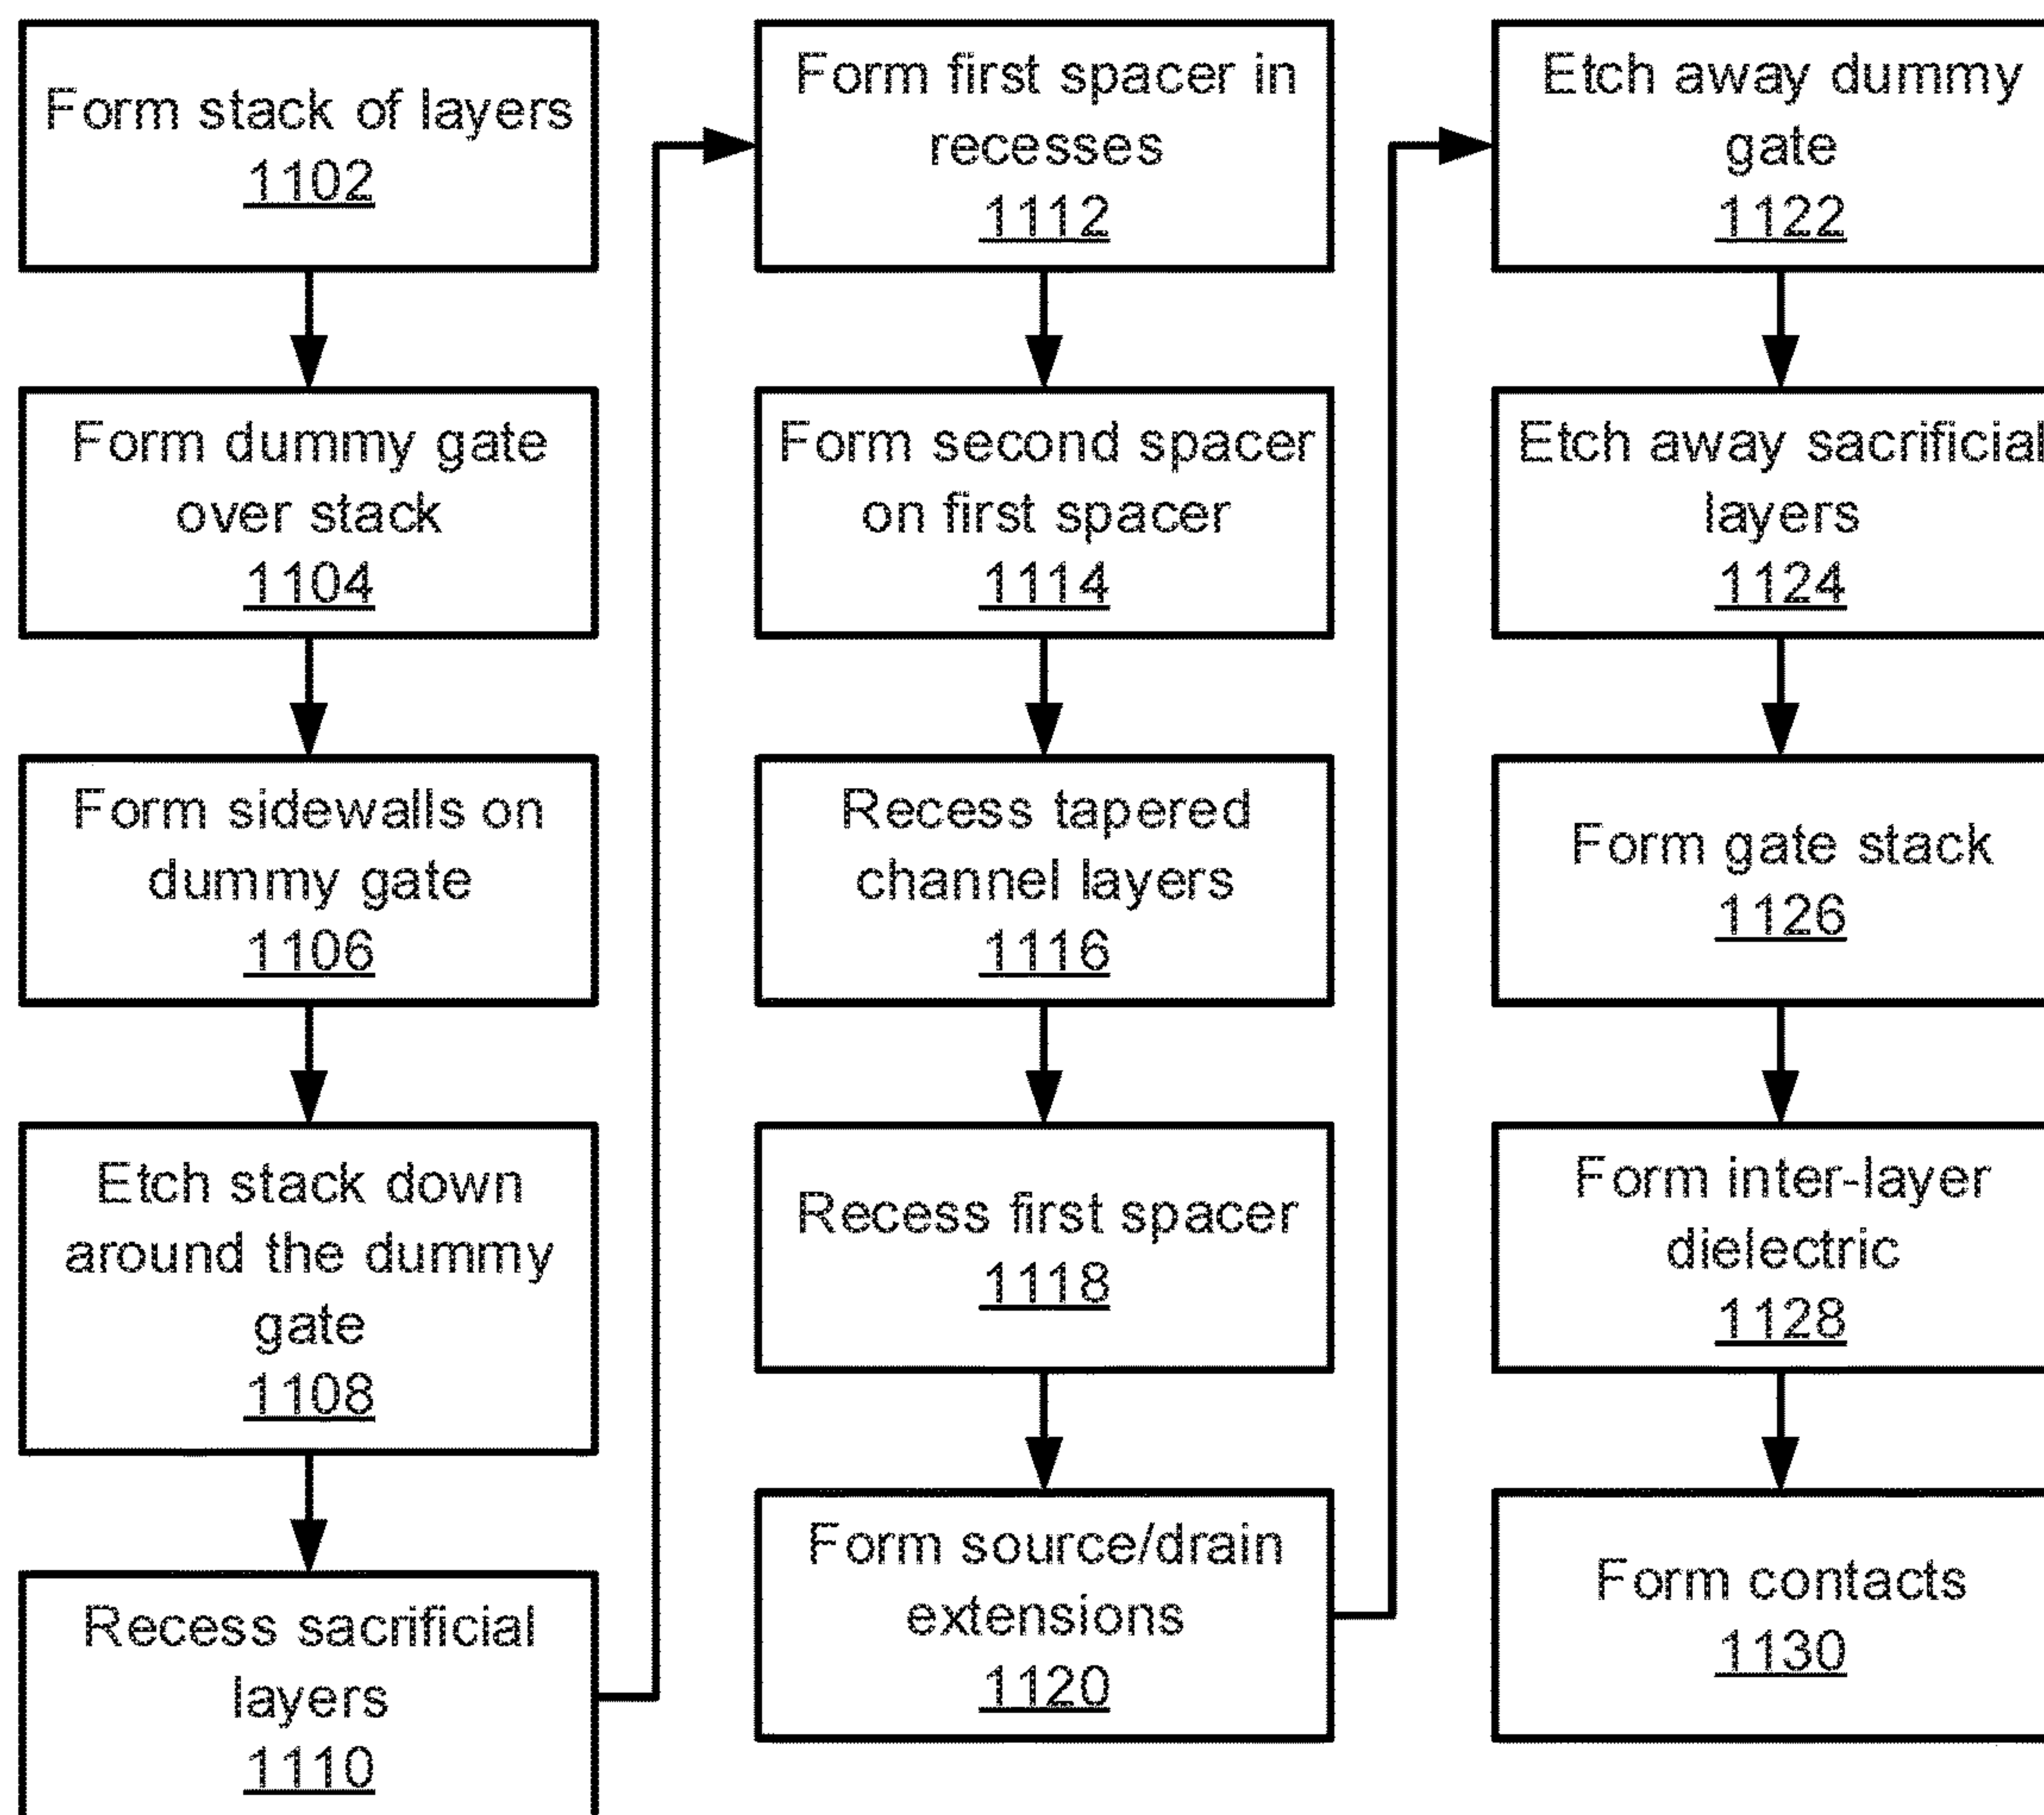 Form stack of layers
1102
Form dummy gate
over stack
1104
Form sidewalls on
dummy gate
1106
Etch stack down
around the dummy
gate
1108
Recess sacrificial
layers
1110
Form first spacer in
recesses
1112
Form second spacer
on first spacer
1114
Recess tapered
channel layers
1116
Recess first spacer
1118
Form source/drain
extensions
1120
Etch away dummy
gate
1122
Etch away sacrificial
layers
1124
Form gate stack
1126
Form inter-layer
dielectric
1128
Form contacts
1130